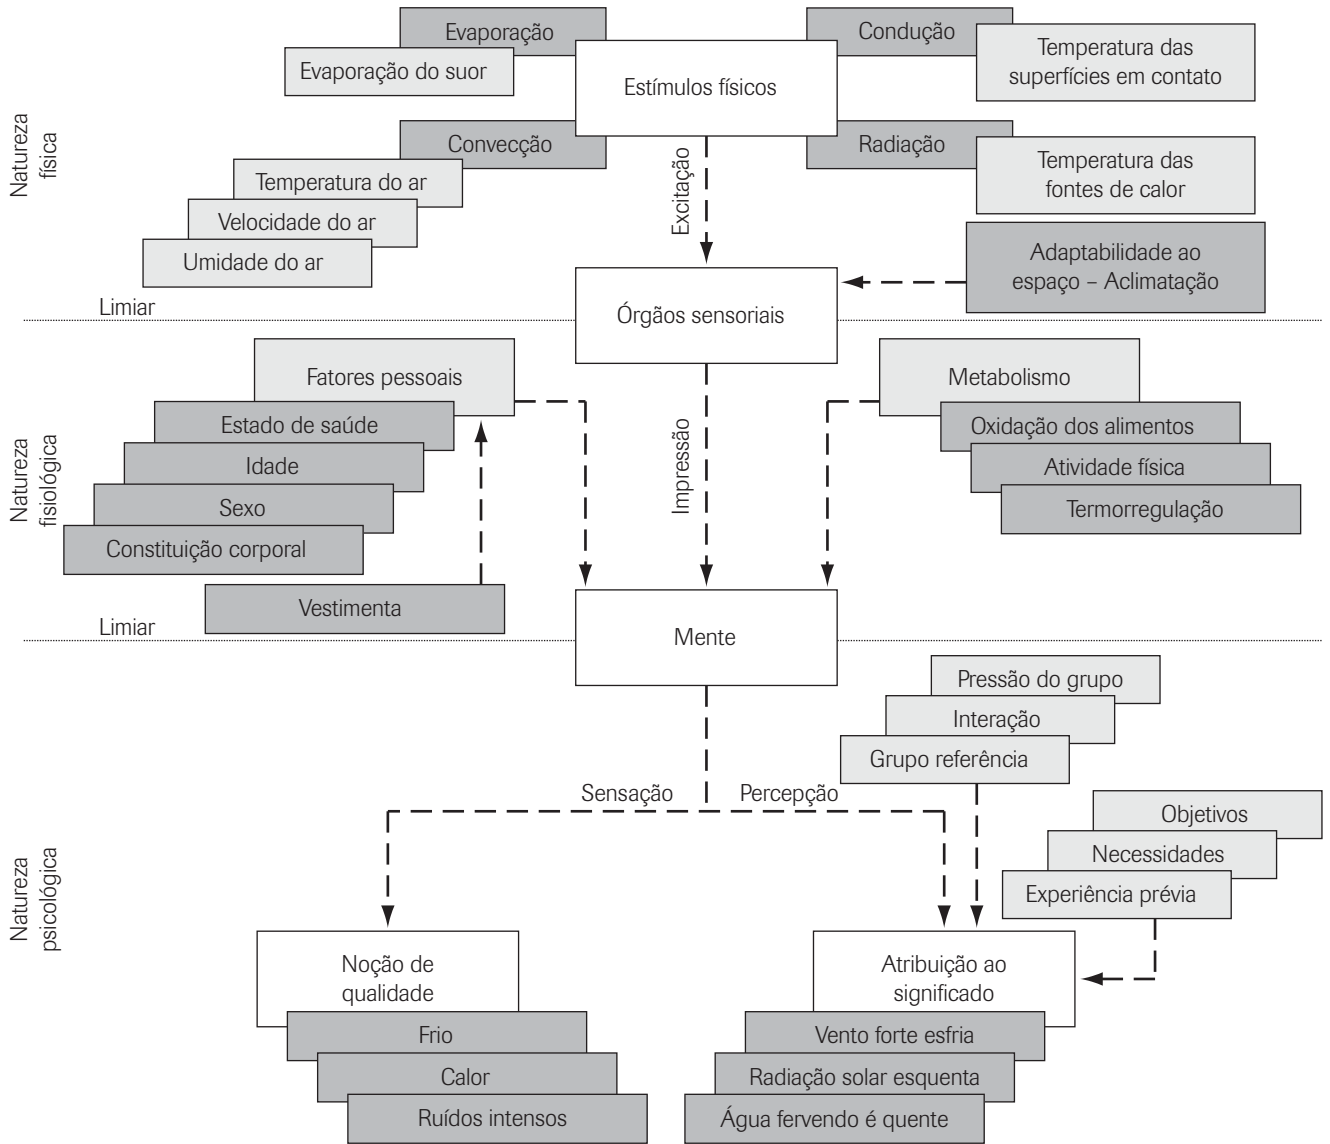 Natureza
física
Evaporação
Evaporação do suor
Condução
Temperatura das
superfícies em contato
Estímulos físicos
Convecção
Temperatura do ar
Velocidade do ar
Umidade do ar
Radiação
Temperatura das
fontes de calor
Excitação
Adaptabilidade ao
espaço – Aclimatação
Limiar
Órgãos sensoriais
Natureza
fisiológica
Fatores pessoais
Estado de saúde
Idade
Sexo
Constituição corporal
Vestimenta
Impressão
Metabolismo
Oxidação dos alimentos
Atividade física
Termorregulação
Limiar
Mente
Natureza
psicológica
Pressão do grupo
Interação
Grupo referência
Sensação
Percepção
Objetivos
Necessidades
Experiência prévia
Noção de
qualidade
Frio
Calor
Ruídos intensos
Atribuição ao
significado
Vento forte esfria
Radiação solar esquenta
Água fervendo é quente